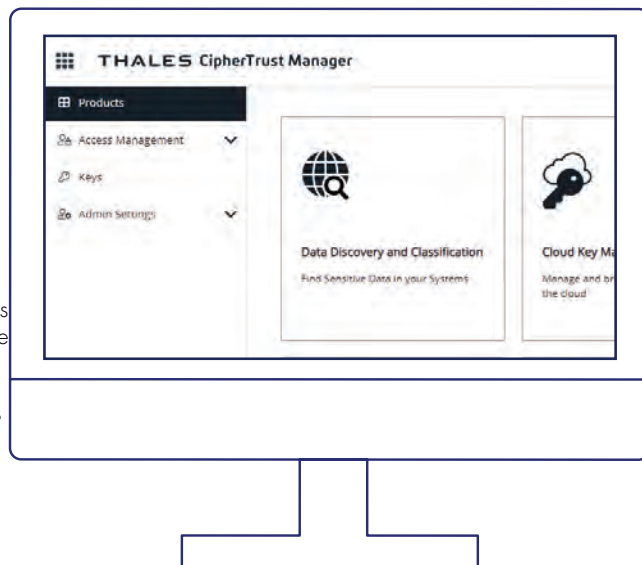 THALES CipherTrust Manager
Products
Access Management
Keys
Admin Settings
Data Discovery and Classification
Find Sensitive Data in your Systems
Cloud Key Ma
Manage and br
the cloud
s
e